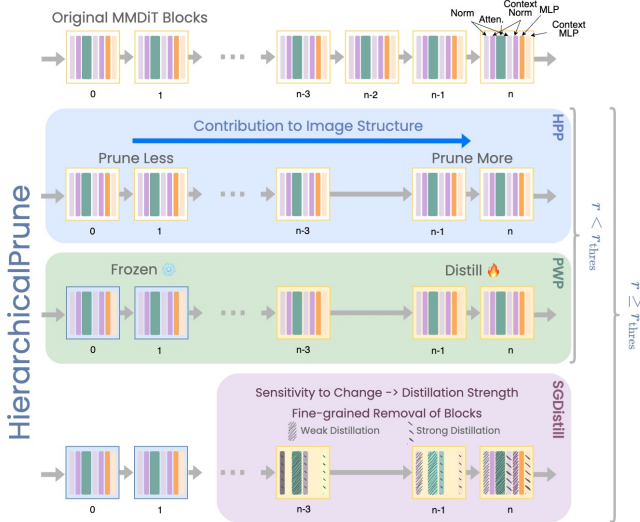 Original MMDiT Blocks
Norm
Atten.
Context
Norm
MLP
Context
MLP
0
1
n-3
n-2
n-1
n
HierarchicalPrune
HPP
Contribution to Image Structure
Prune Less
Prune More
0
1
n-3
n-1
n
PWP
Frozen
Distill
0
1
n-3
n-1
n
r < r thres
r ≥ r thres
SGDistill
Sensitivity to Change -> Distillation Strength
Fine-grained Removal of Blocks
Weak Distillation
Strong Distillation
0
1
n-3
n-1
n